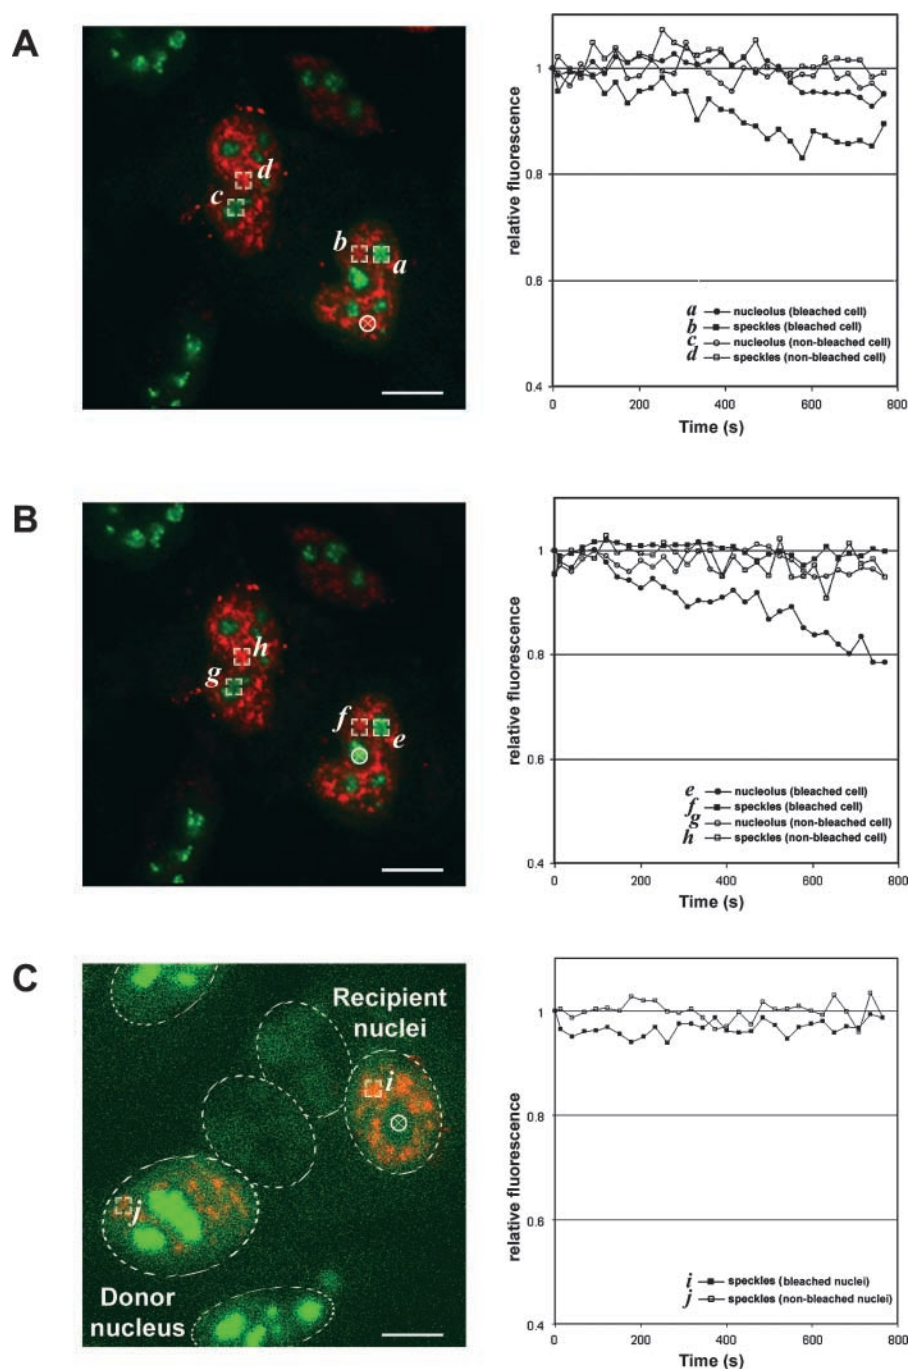 A
d
c
b
a
relative fluorescence
1
0.8
0.6
0.4
a nucleolus (bleached cell)
b speckles (bleached cell)
c nucleolus (non-bleached cell)
d speckles (non-bleached cell)
0 200 400 600 800
Time (s)
B
h
g
f
e
relative fluorescence
1
0.8
0.6
0.4
e nucleolus (bleached cell)
f speckles (bleached cell)
g nucleolus (non-bleached cell)
h speckles (non-bleached cell)
0 200 400 600 800
Time (s)
C
Recipient
nuclei
i
j
Donor
nucleus
relative fluorescence
1
0.8
0.6
0.4
i speckles (bleached nuclei)
j speckles (non-bleached nuclei)
0 200 400 600 800
Time (s)